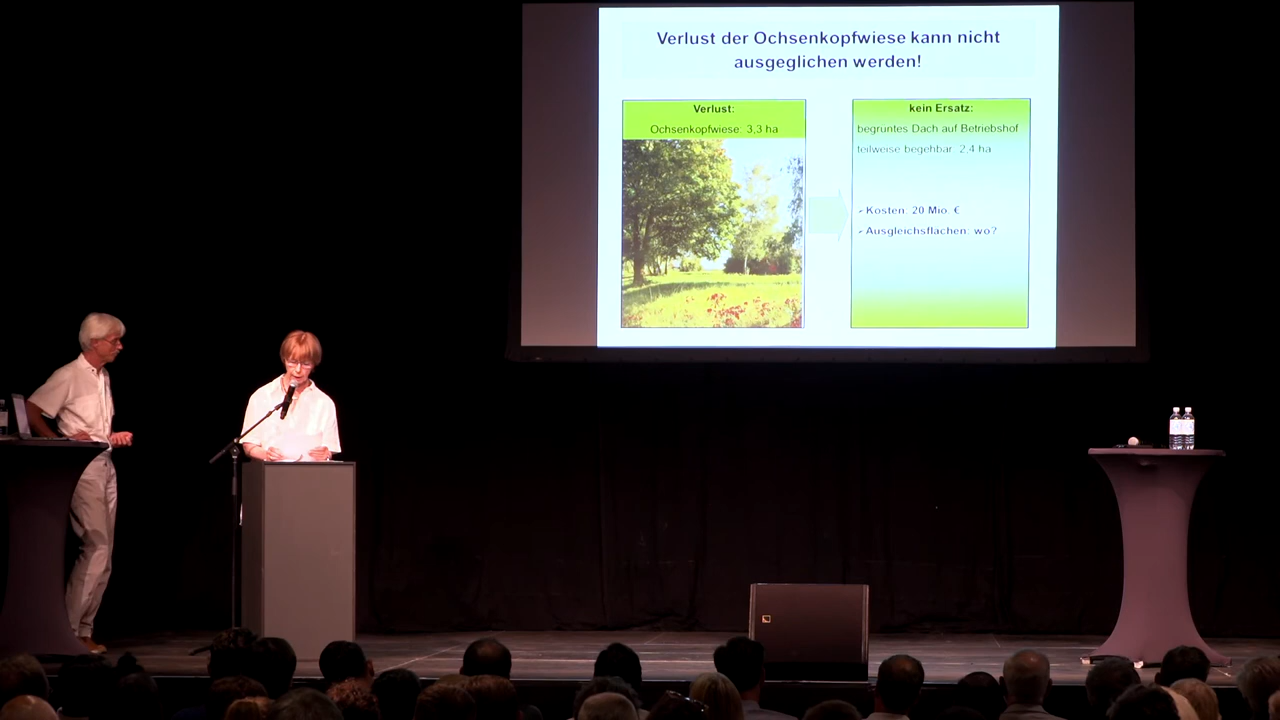 Verlust der Ochsenkopfwiese kann nicht
ausgeglichen werden!
Verlust:
Ochsenkopfwiese: 3,3 ha
kein Ersatz:
begrüntes Dach auf Betriebshof
teilweise begehbar: 2,4 ha
Kosten: 20 Mio. €
Ausgleichsflächen: wo?